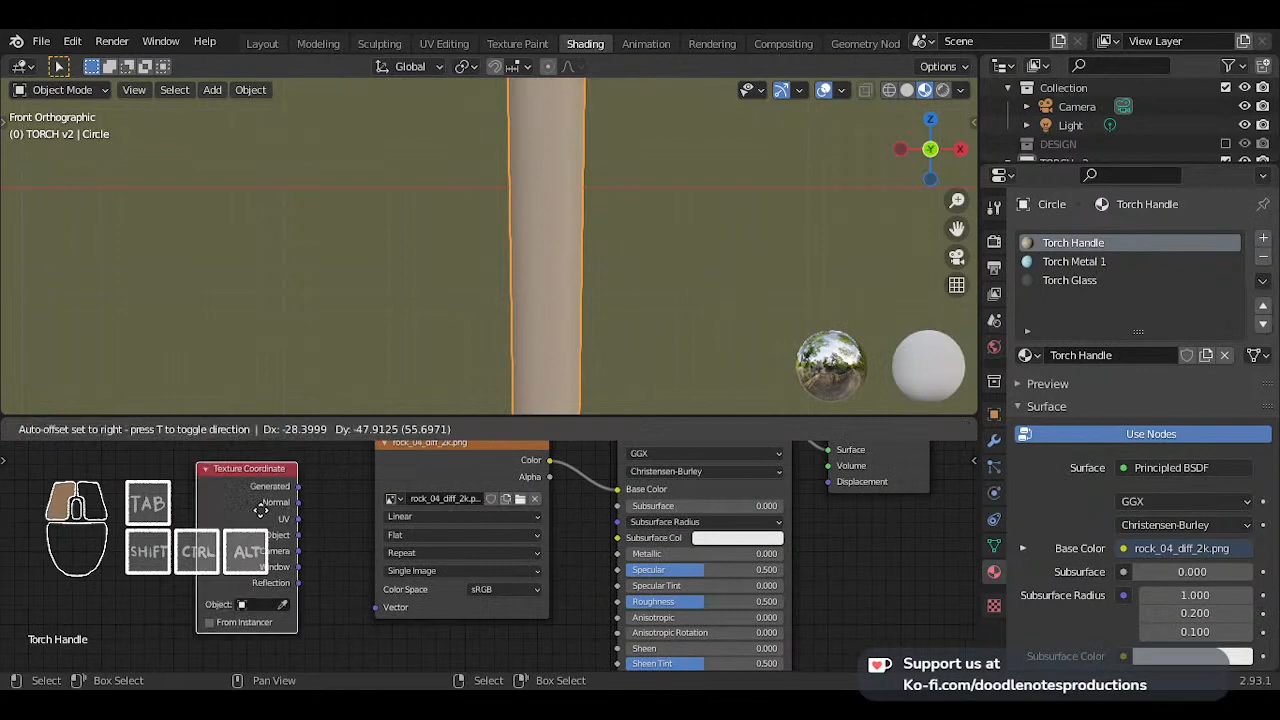 File Edit Render Window Help
Layout Modeling Sculpting UV Editing Texture Paint Shading Animation Rendering Compositing Geometry Nod
Scene View Layer
Global Options
Object Mode View Select Add Object
Front Orthographic
(0) TORCH v2 | Circle
Z
Y
X
Collection
Camera
Light
DESIGN
Circle Torch Handle
Torch Handle
Torch Metal 1
Torch Glass
Torch Handle
Preview
Surface
Use Nodes
Surface Principled BSDF
GGX
Christensen-Burley
Base Color rock_04_diff_2k.png
Subsurface 0.000
Subsurface Radius 1.000
0.200
0.100
Subsurface Color
Auto-offset set to right - press T to toggle direction | Dx: -28.3999 Dy: -47.9125 (55.6971)
Texture Coordinate
Generated
Normal
UV
Object
Camera
Window
Reflection
Object:
From Instancer
rock_04_diff_2k.png
Color
Alpha
rock_04_diff_2k.p...
Linear
Flat
Repeat
Single Image
Color Space sRGB
Vector
GGX
Christensen-Burley
Base Color
Subsurface 0.000
Subsurface Radius
Subsurface Col
Metallic 0.000
Specular 0.500
Specular Tint 0.000
Roughness 0.500
Anisotropic 0.000
Anisotropic Rotation 0.000
Sheen 0.000
Sheen Tint 0.500
Surface
Volume
Displacement
TAB
SHIFT CTRL ALT
Torch Handle
Support us at
Ko-fi.com/doodlenotesproductions
Select Box Select Pan View Select Box Select
2.93.1